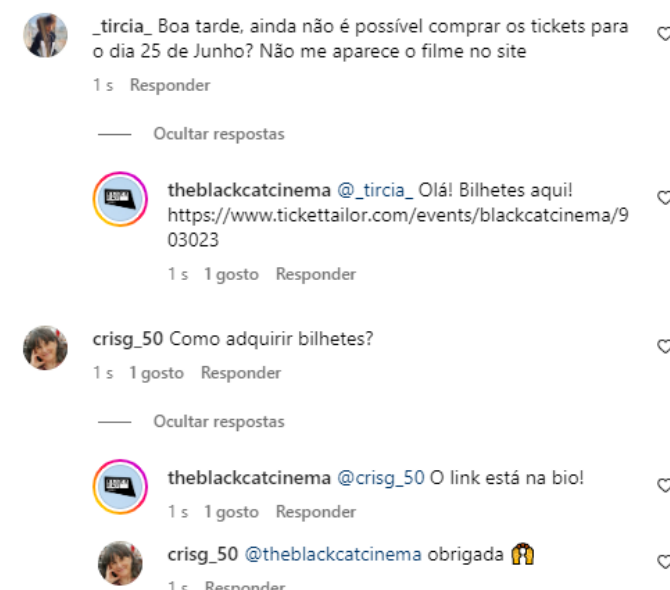 _tircia_ Boa tarde, ainda não é possível comprar os tickets para
o dia 25 de Junho? Não me aparece o filme no site
1 s Responder
Ocultar respostas
theblackcatcinema @_tircia_ Olá! Bilhetes aqui!
https://www.tickettailor.com/events/blackcatcinema/9
03023
1 s 1 gosto Responder
crisg_50 Como adquirir bilhetes?
1 s 1 gosto Responder
Ocultar respostas
theblackcatcinema @crisg_50 O link está na bio!
1 s 1 gosto Responder
crisg_50 @theblackcatcinema obrigada 🙌
1 s Responder